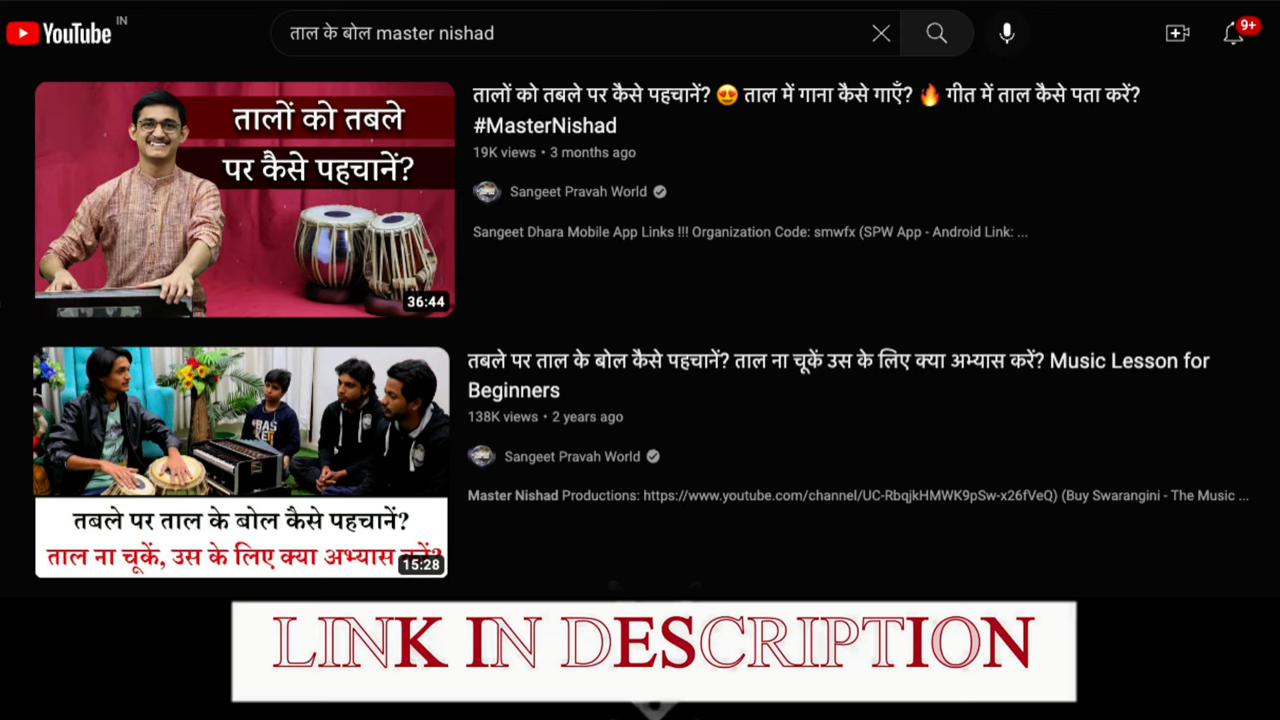 YouTube IN
ताल के बोल master nishad
9+
तालों को तबले
पर कैसे पहचानें?
36:44
तालों को तबले पर कैसे पहचानें? 😍 ताल में गाना कैसे गाएँ? 🔥 गीत में ताल कैसे पता करें?
#MasterNishad
19K views • 3 months ago
Sangeet Pravah World
Sangeet Dhara Mobile App Links !!! Organization Code: smwfx (SPW App - Android Link: ...
तबले पर ताल के बोल कैसे पहचानें?
ताल ना चूकें, उस के लिए क्या अभ्यास करें?
15:28
तबले पर ताल के बोल कैसे पहचानें? ताल ना चूकें उस के लिए क्या अभ्यास करें? Music Lesson for
Beginners
138K views • 2 years ago
Sangeet Pravah World
Master Nishad Productions: https://www.youtube.com/channel/UC-RbqjkHMWK9pSw-x26fVeQ) (Buy Swarangini - The Music ...
LINK IN DESCRIPTION